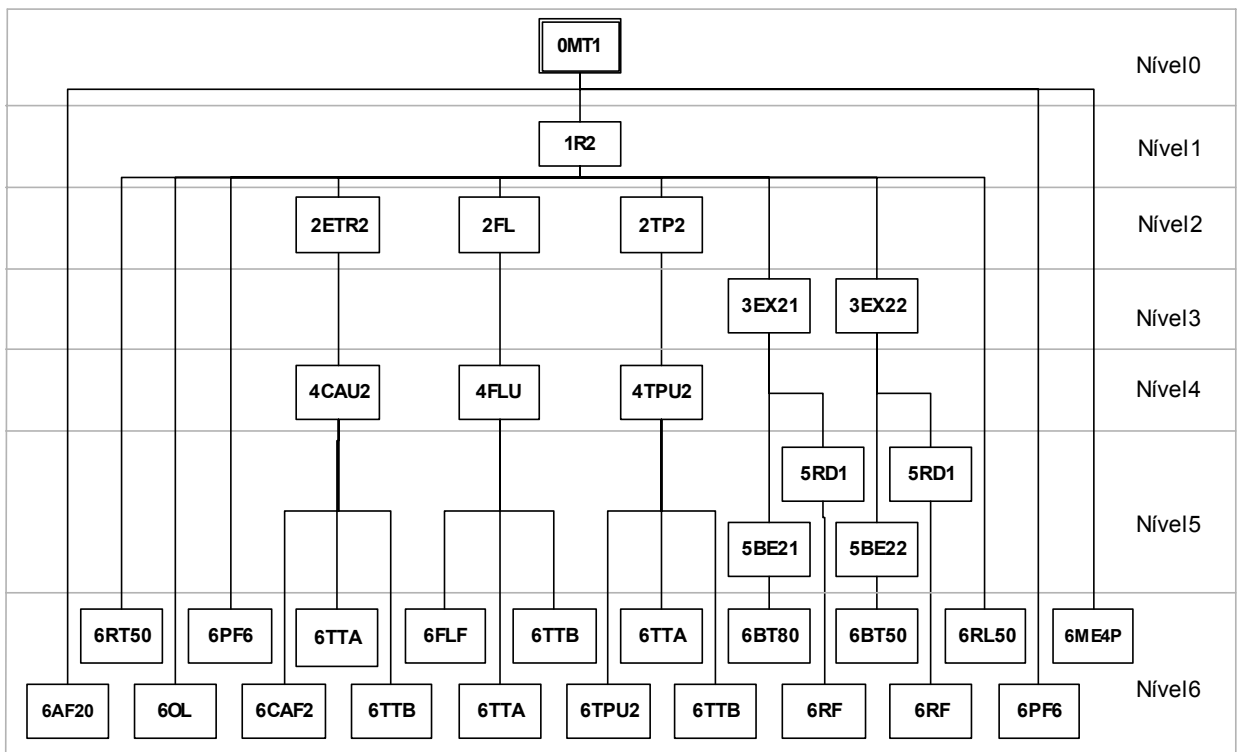 0MT1
Nível0
1R2
Nível1
2ETR2 2FL 2TP2
Nível2
3EX21 3EX22
Nível3
4CAU2 4FLU 4TPU2
Nível4
5RD1 5RD1
Nível5
5BE21 5BE22
6RT50 6PF6 6TTA 6FLF 6TTB 6TTA 6BT80 6BT50 6RL50 6ME4P
Nível6
6AF20 6OL 6CAF2 6TTB 6TTA 6TPU2 6TTB 6RF 6RF 6PF6